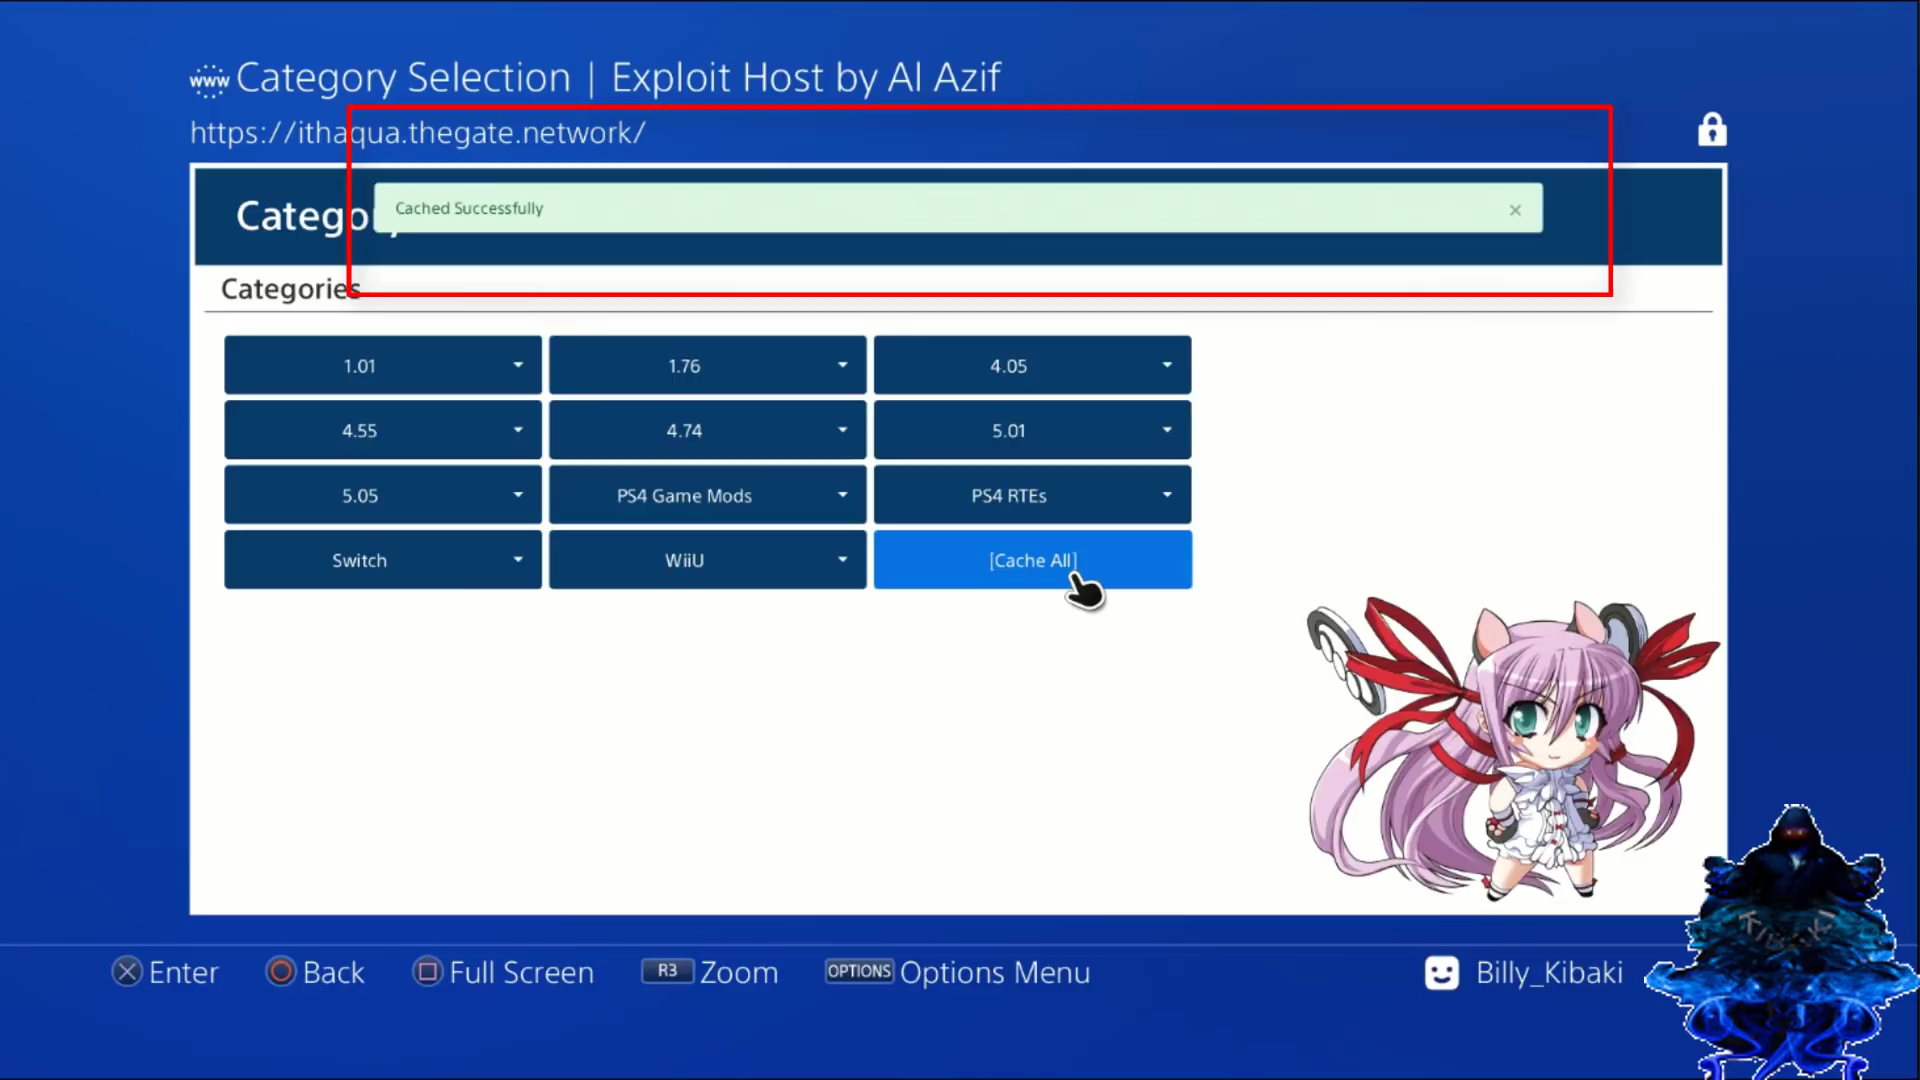 www Category Selection | Exploit Host by Al Azif
https://ithaqua.thegate.network/
Cached Successfully ×
Categories
1.01 1.76 4.05
4.55 4.74 5.01
5.05 PS4 Game Mods PS4 RTEs
Switch WiiU [Cache All]
Enter Back Full Screen R3 Zoom OPTIONS Options Menu Billy_Kibaki